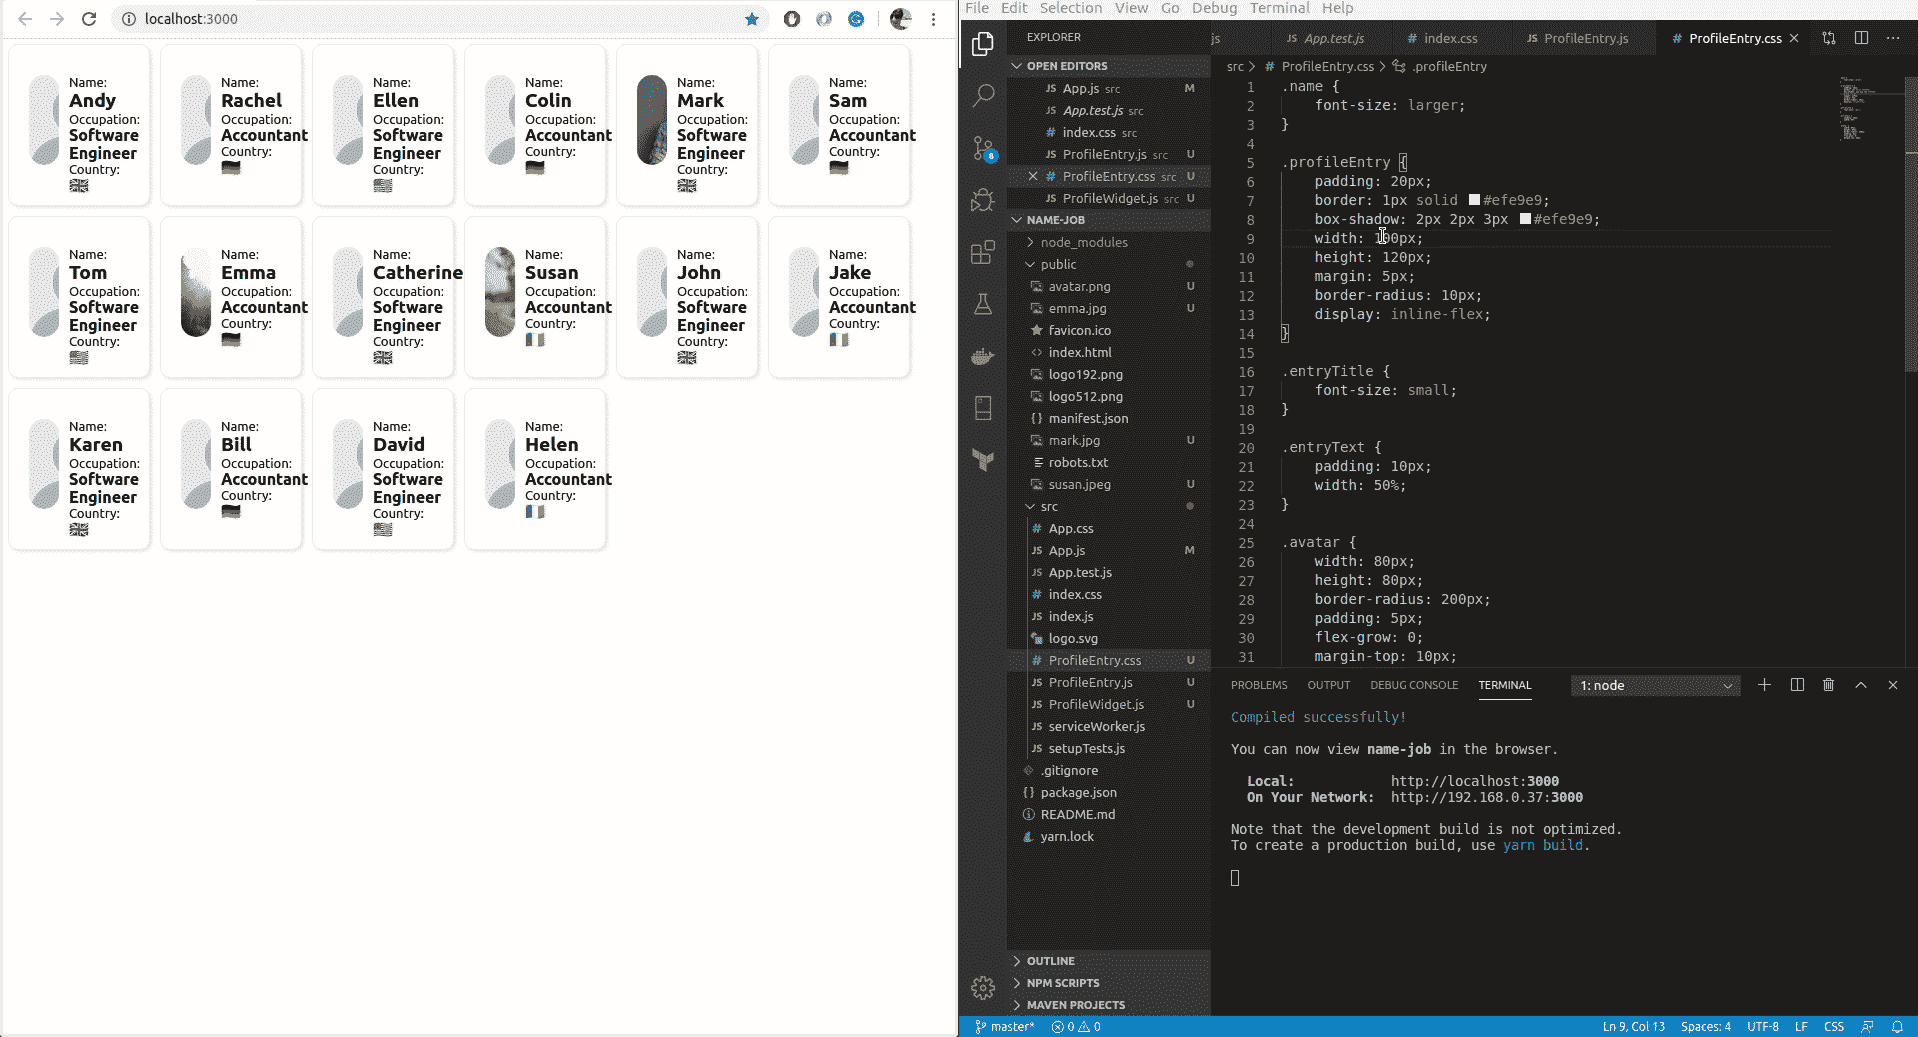 localhost:3000
Name:
Andy
Occupation:
Software
Engineer
Country:
Name:
Rachel
Occupation:
Accountant
Country:
Name:
Ellen
Occupation:
Software
Engineer
Country:
Name:
Colin
Occupation:
Accountant
Country:
Name:
Mark
Occupation:
Software
Engineer
Country:
Name:
Sam
Occupation:
Accountant
Country:
Name:
Tom
Occupation:
Software
Engineer
Country:
Name:
Emma
Occupation:
Accountant
Country:
Name:
Catherine
Occupation:
Software
Engineer
Country:
Name:
Susan
Occupation:
Accountant
Country:
Name:
John
Occupation:
Software
Engineer
Country:
Name:
Jake
Occupation:
Accountant
Country:
Name:
Karen
Occupation:
Software
Engineer
Country:
Name:
Bill
Occupation:
Accountant
Country:
Name:
David
Occupation:
Software
Engineer
Country:
Name:
Helen
Occupation:
Accountant
Country:
File Edit Selection View Go Debug Terminal Help
8
EXPLORER
OPEN EDITORS
JS App.js src M
JS App.test.js src
# index.css src
JS ProfileEntry.js src U
# ProfileEntry.css src U
JS ProfileWidget.js src U
NAME-JOB
node_modules
public
avatar.png U
emma.jpg U
favicon.ico
<> index.html
logo192.png
logo512.png
{} manifest.json
mark.jpg U
robots.txt
susan.jpeg U
src
# App.css
JS App.js M
JS App.test.js
# index.css
JS index.js
logo.svg
# ProfileEntry.css U
JS ProfileEntry.js U
JS ProfileWidget.js U
JS serviceWorker.js
JS setupTests.js
.gitignore
{} package.json
README.md
yarn.lock
OUTLINE
NPM SCRIPTS
MAVEN PROJECTS
js JS App.test.js # index.css JS ProfileEntry.js # ProfileEntry.css
src > # ProfileEntry.css > .profileEntry
1 .name {
2 font-size: larger;
3 }
4
5 .profileEntry {
6 padding: 20px;
7 border: 1px solid #efe9e9;
8 box-shadow: 2px 2px 3px #efe9e9;
9 width: 100px;
10 height: 120px;
11 margin: 5px;
12 border-radius: 10px;
13 display: inline-flex;
14 }
15
16 .entryTitle {
17 font-size: small;
18 }
19
20 .entryText {
21 padding: 10px;
22 width: 50%;
23 }
24
25 .avatar {
26 width: 80px;
27 height: 80px;
28 border-radius: 200px;
29 padding: 5px;
30 flex-grow: 0;
31 margin-top: 10px;
PROBLEMS OUTPUT DEBUG CONSOLE TERMINAL 1: node
Compiled successfully!
You can now view name-job in the browser.
Local: http://localhost:3000
On Your Network: http://192.168.0.37:3000
Note that the development build is not optimized.
To create a production build, use yarn build.
master* 0 0 Ln 9, Col 13 Spaces: 4 UTF-8 LF CSS